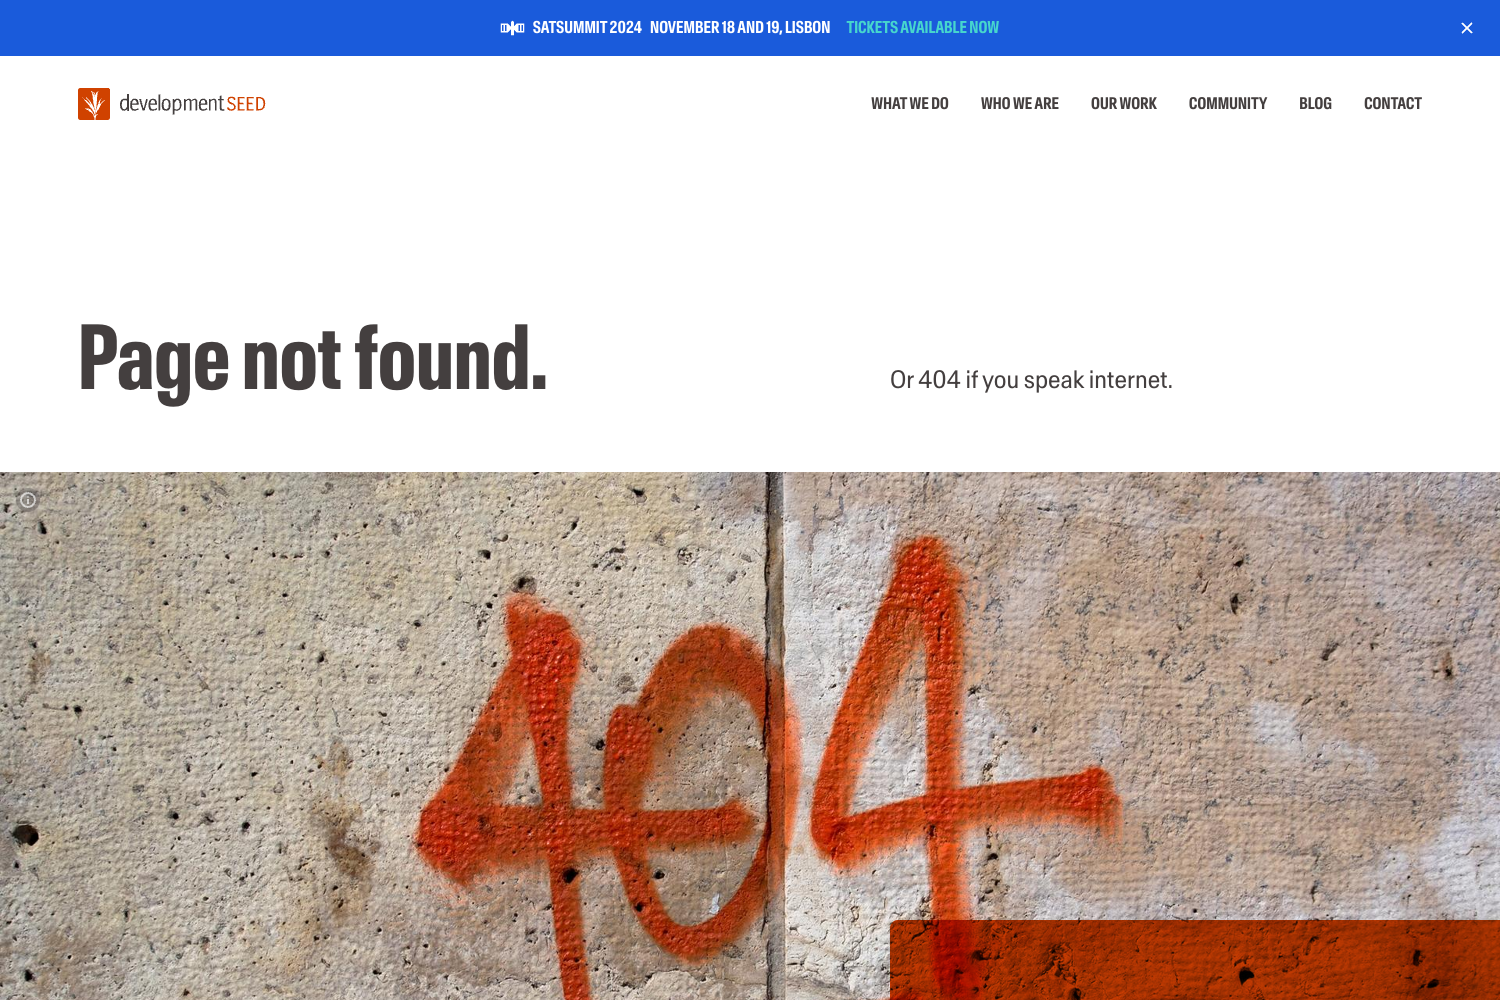 SATSUMMIT 2024 NOVEMBER 18 AND 19, LISBON TICKETS AVAILABLE NOW
developmentSEED
WHAT WE DO WHO WE ARE OUR WORK COMMUNITY BLOG CONTACT
Page not found.
Or 404 if you speak internet.
404